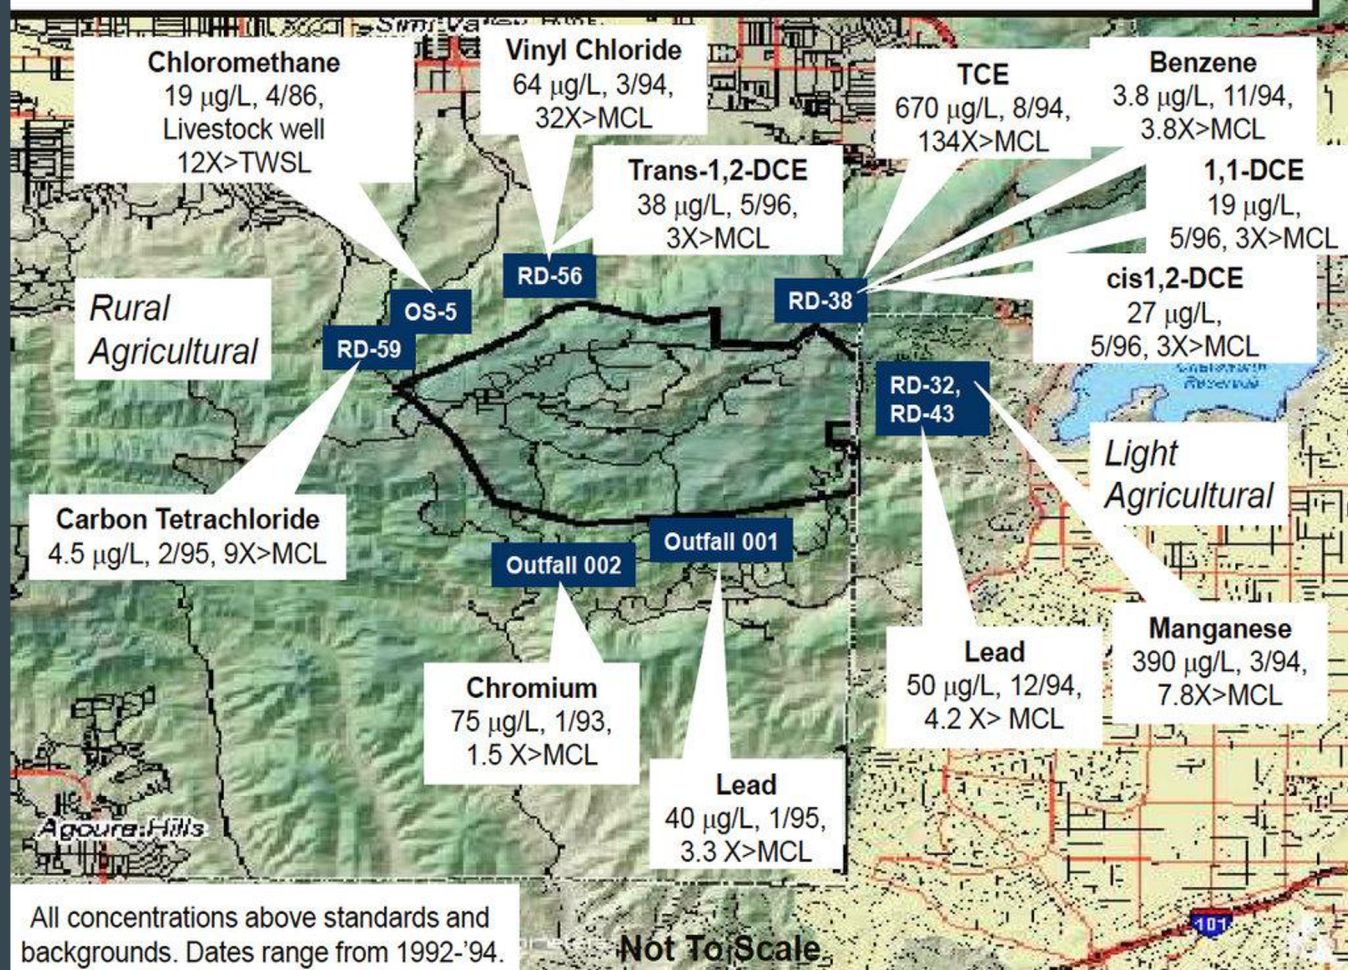 Simi Valley
Chloromethane
19 µg/L, 4/86,
Livestock well
12X>TWSL
Vinyl Chloride
64 µg/L, 3/94,
32X>MCL
Trans-1,2-DCE
38 µg/L, 5/96,
3X>MCL
TCE
670 µg/L, 8/94,
134X>MCL
Benzene
3.8 µg/L, 11/94,
3.8X>MCL
1,1-DCE
19 µg/L,
5/96, 3X>MCL
cis1,2-DCE
27 µg/L,
5/96, 3X>MCL
RD-56
RD-38
OS-5
RD-59
Rural
Agricultural
RD-32,
RD-43
Reservoir
Light
Agricultural
Carbon Tetrachloride
4.5 µg/L, 2/95, 9X>MCL
Outfall 001
Outfall 002
Chromium
75 µg/L, 1/93,
1.5 X>MCL
Lead
40 µg/L, 1/95,
3.3 X>MCL
Lead
50 µg/L, 12/94,
4.2 X> MCL
Manganese
390 µg/L, 3/94,
7.8X>MCL
Agoura Hills
101
All concentrations above standards and
backgrounds. Dates range from 1992-'94.
Not To Scale